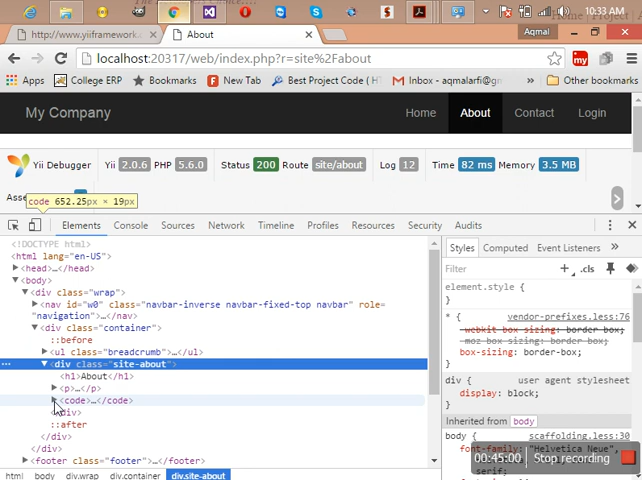 10:33 AM
http://www.yiiframework.
About
Aqmal
localhost:20317/web/index.php?r=site%2Fabout
Apps
College ERP
Bookmarks
New Tab
Best Project Code ( H
Inbox - aqmalarfi@gn
Other bookmarks
My Company
Home
About
Contact
Login
Yii Debugger
Yii 2.0.6 PHP 5.6.0
Status 200 Route site/about
Log 12
Time 82 ms Memory 3.5 MB
Asse
code 652.25px × 19px
Elements
Console
Sources
Network
Timeline
Profiles
Resources
Security
Audits
<!DOCTYPE html>
<html lang="en-US">
<head>…</head>
<body>
<div class="wrap">
<nav id="w0" class="navbar-inverse navbar-fixed-top navbar" role=
"navigation">…</nav>
<div class="container">
::before
<ul class="breadcrumb">…</ul>
<div class="site-about">
<h1>About</h1>
<p>…</p>
<code>…</code>
</div>
::after
</div>
</div>
<footer class="footer">…</footer>
html body div.wrap div.container div.site-about
Styles
Computed
Event Listeners
Filter
.cls
element.style {
}
* { vendor-prefixes.less:76
-webkit-box-sizing: border-box;
-moz-box-sizing: border-box;
box-sizing: border-box;
}
div { user agent stylesheet
display: block;
}
Inherited from body
body { scaffolding.less:30
font-family: "Helvetica Neue",
serif;
00:45:00 Stop recording